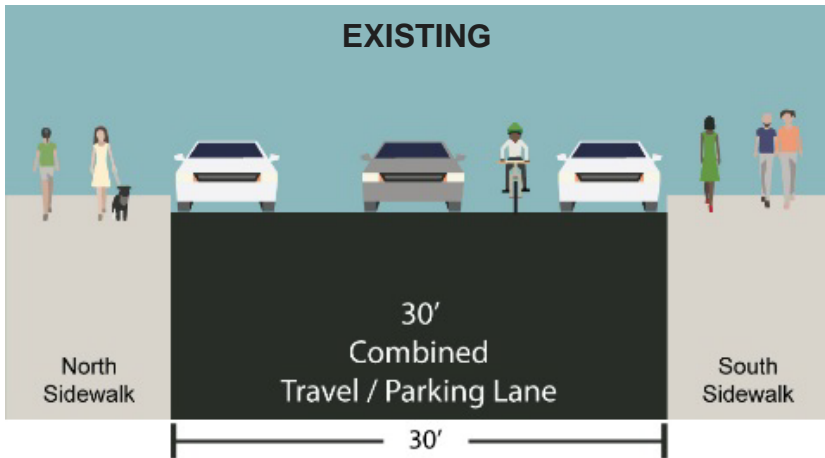 EXISTING
30'
Combined
Travel / Parking Lane
North
Sidewalk
South
Sidewalk
30'